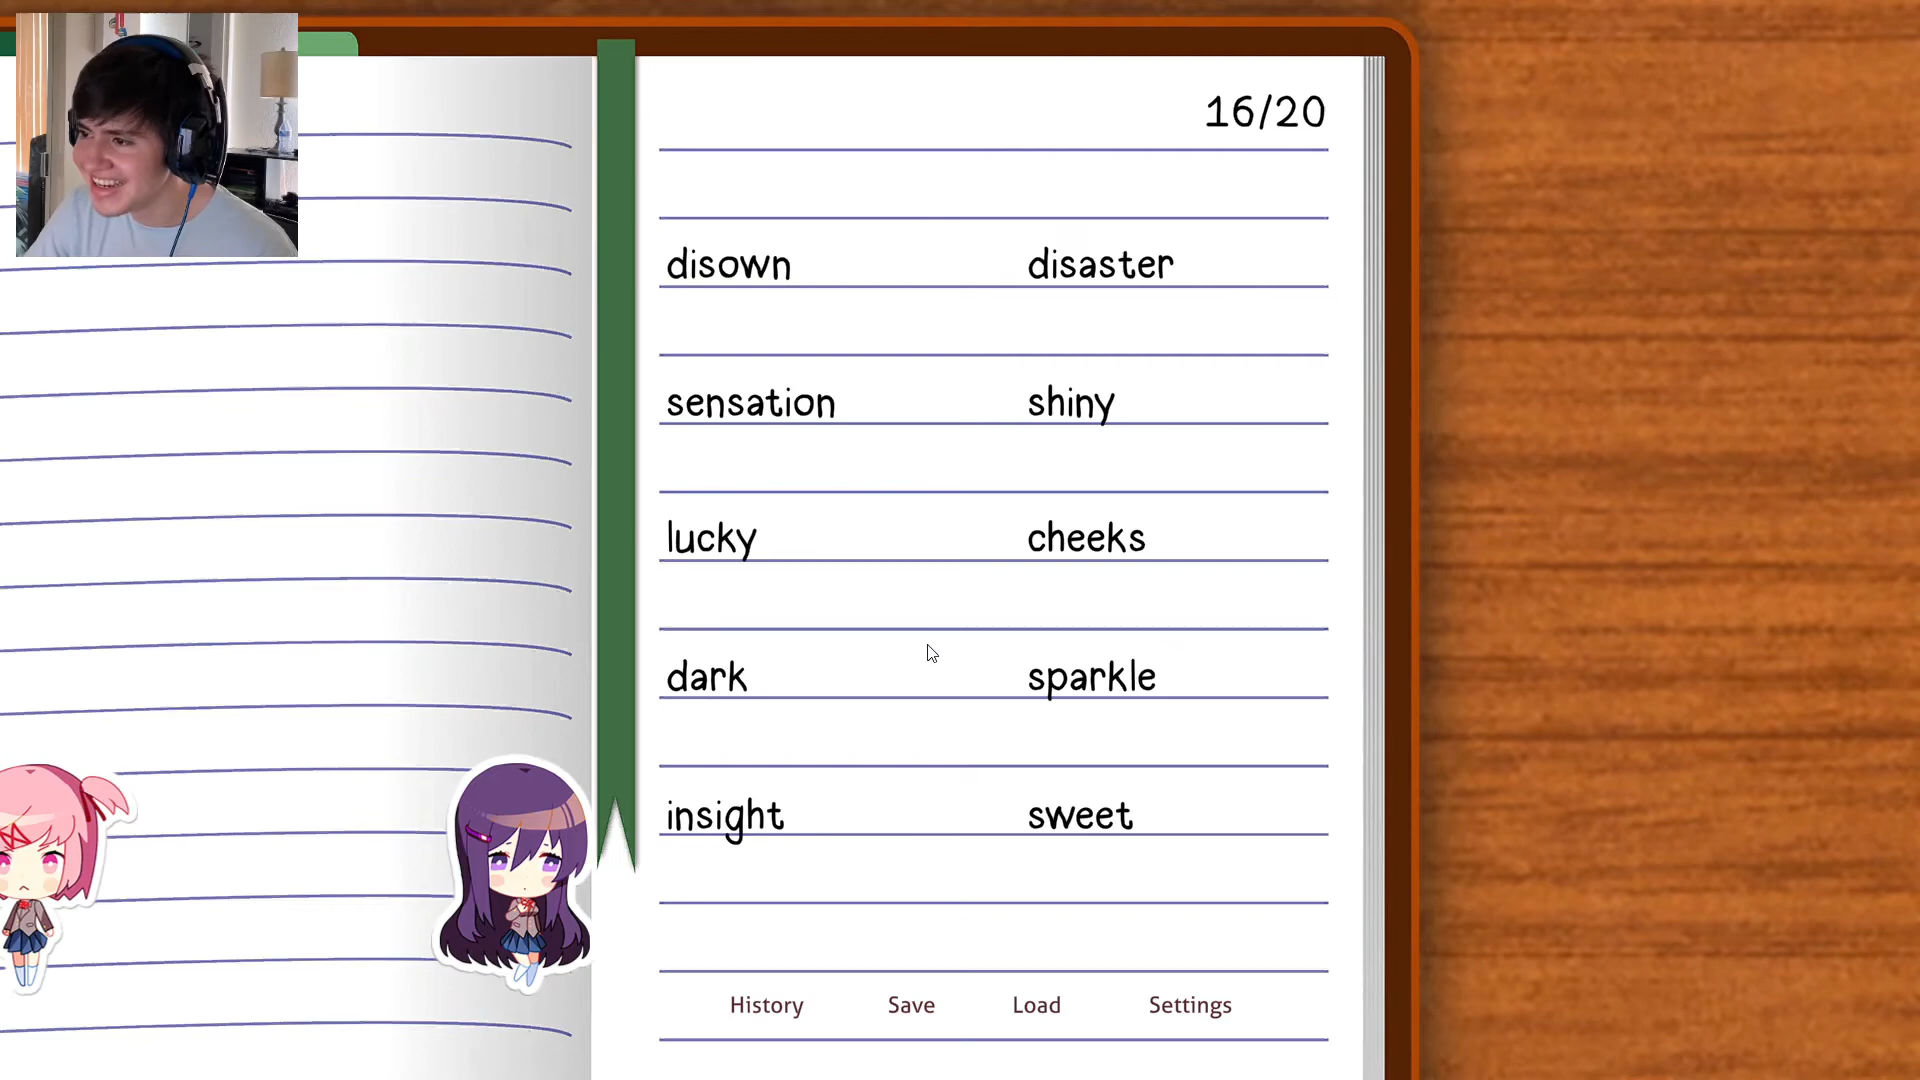 16/20
disown disaster
sensation shiny
lucky cheeks
dark sparkle
insight sweet
History Save Load Settings